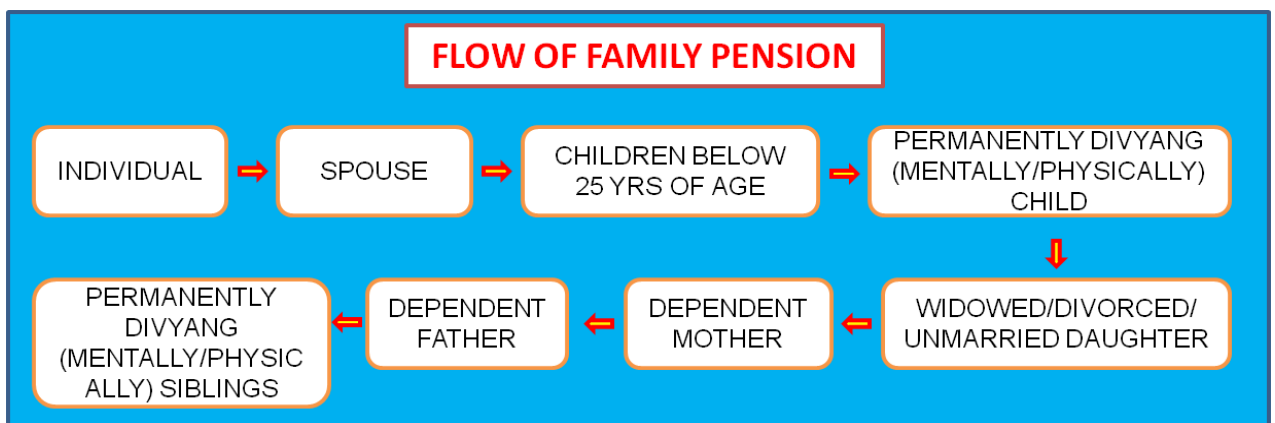 FLOW OF FAMILY PENSION
INDIVIDUAL
SPOUSE
CHILDREN BELOW
25 YRS OF AGE
PERMANENTLY DIVYANG
(MENTALLY/PHYSICALLY)
CHILD
WIDOWED/DIVORCED/
UNMARRIED DAUGHTER
DEPENDENT
MOTHER
DEPENDENT
FATHER
PERMANENTLY
DIVYANG
(MENTALLY/PHYSIC
ALLY) SIBLINGS